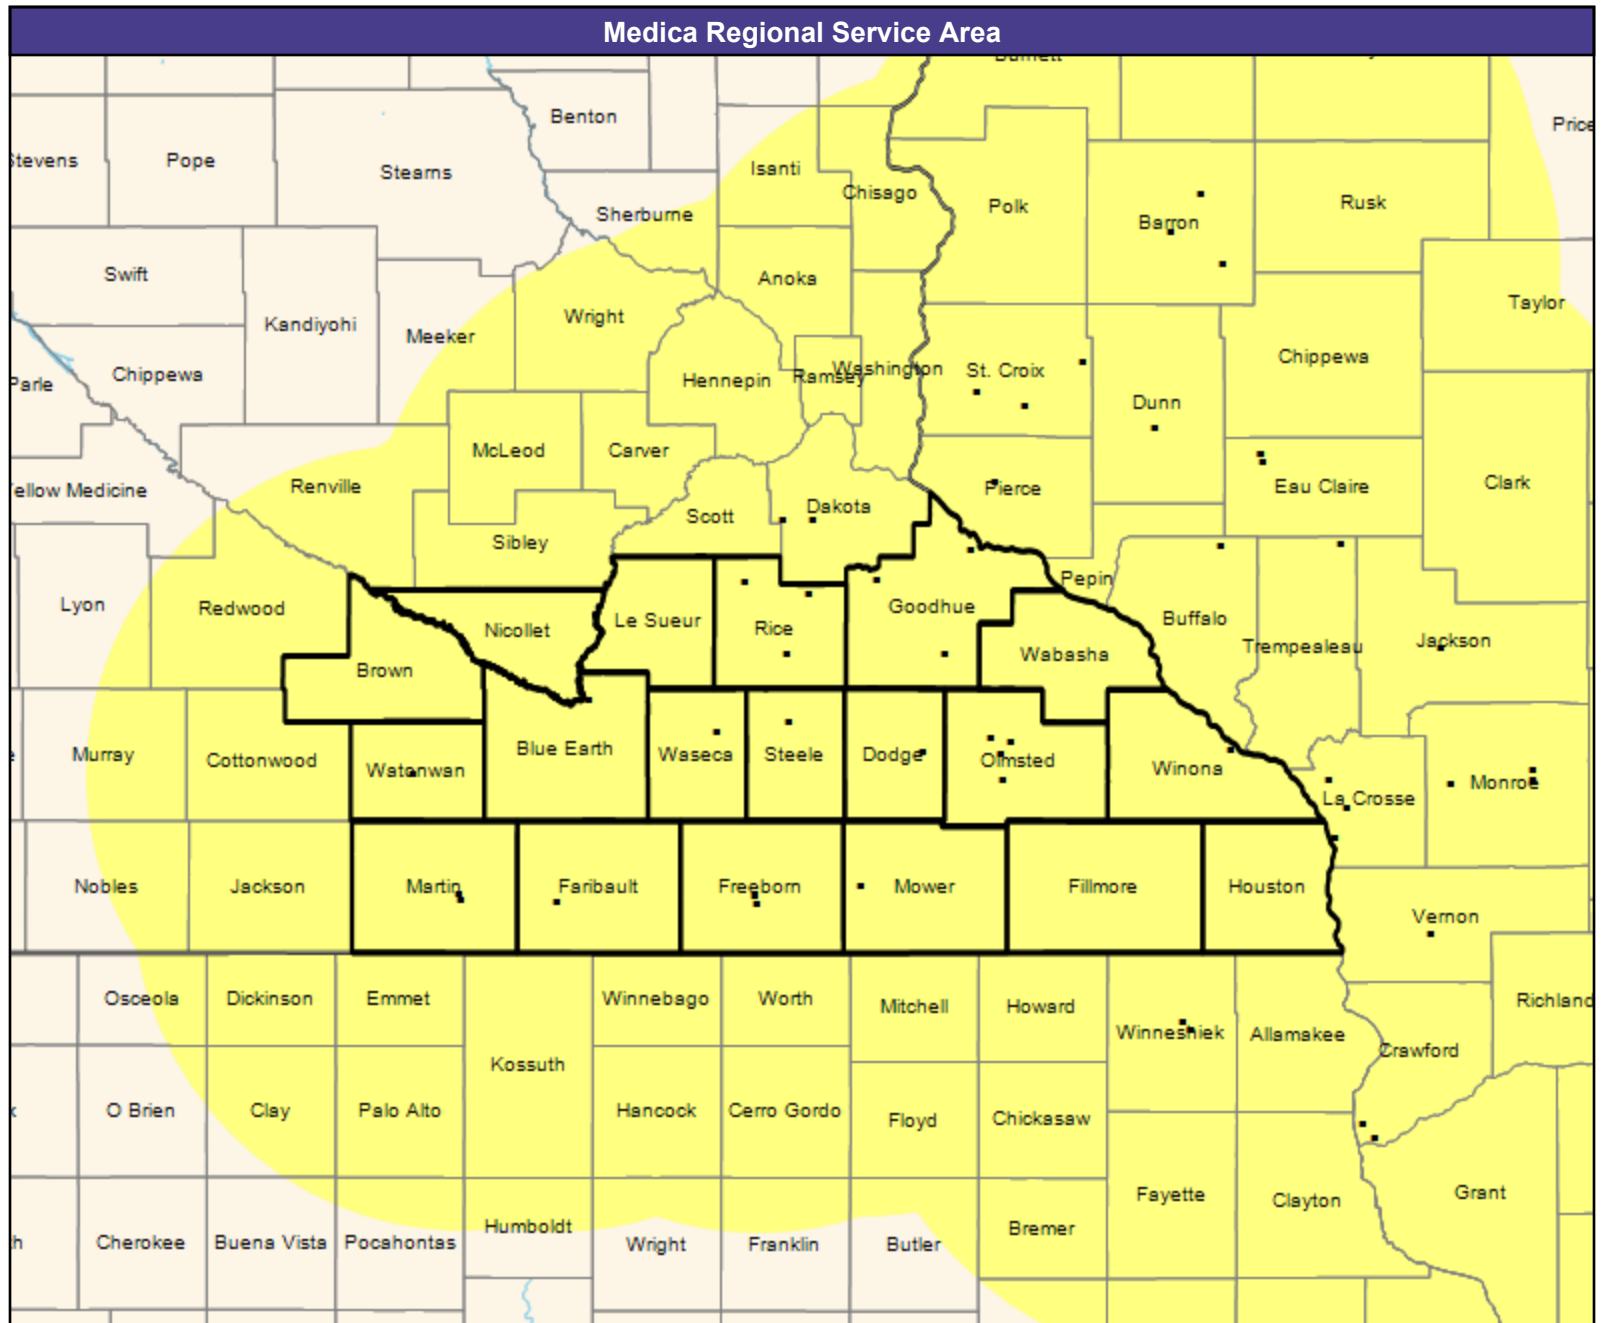 Medica Regional Service Area
Burnett
Benton
Price
Stevens
Pope
Stearns
Isanti
Chisago
Polk
Barron
Rusk
Sherburne
Swift
Anoka
Taylor
Kandiyohi
Wright
Meeker
Chippewa
Parle
Chippewa
Hennepin
Ramsey
Washington
St. Croix
Dunn
McLeod
Carver
Yellow Medicine
Renville
Pierce
Eau Claire
Clark
Scott
Dakota
Sibley
Pepin
Lyon
Redwood
Nicollet
Le Sueur
Rice
Goodhue
Buffalo
Trempealeau
Jackson
Brown
Wabasha
Murray
Cottonwood
Watonwan
Blue Earth
Waseca
Steele
Dodge
Olmsted
Winona
La Crosse
Monroe
Nobles
Jackson
Martin
Faribault
Freeborn
Mower
Fillmore
Houston
Vernon
Osceola
Dickinson
Emmet
Winnebago
Worth
Mitchell
Howard
Richland
Winneshiek
Allamakee
Crawford
Kossuth
O Brien
Clay
Palo Alto
Hancock
Cerro Gordo
Floyd
Chickasaw
Fayette
Clayton
Grant
Cherokee
Buena Vista
Pocahontas
Humboldt
Wright
Franklin
Butler
Bremer